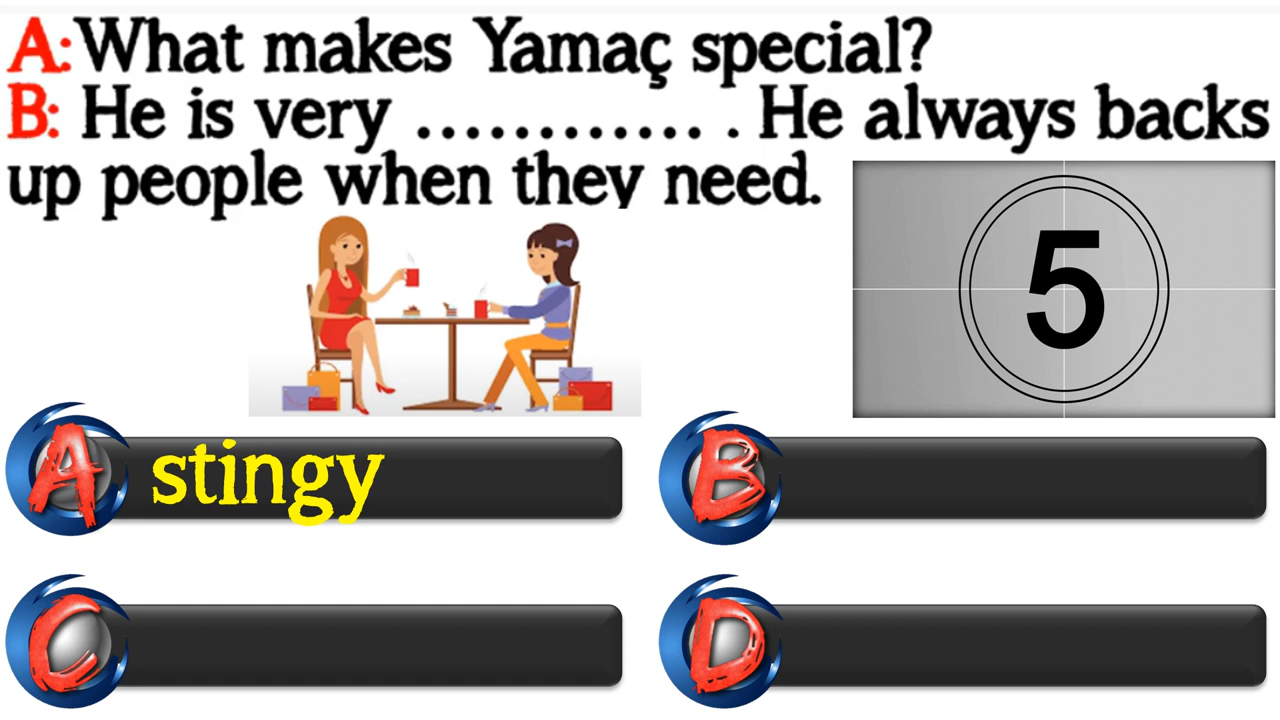 A: What makes Yamaç special?
B: He is very ............. . He always backs
up people when they need.
5
A stingy
B
C
D